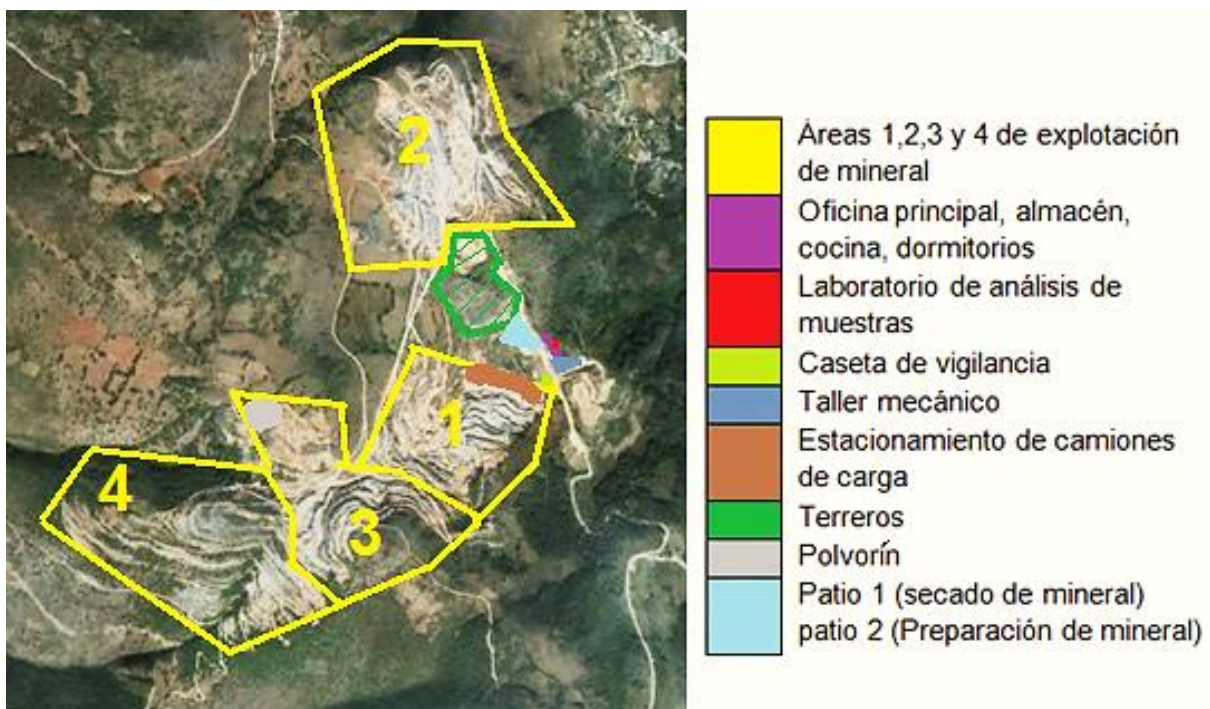 2
1
3
4
Áreas 1,2,3 y 4 de explotación
de mineral
Oficina principal, almacén,
cocina, dormitorios
Laboratorio de análisis de
muestras
Caseta de vigilancia
Taller mecánico
Estacionamiento de camiones
de carga
Terreros
Polvorín
Patio 1 (secado de mineral)
patio 2 (Preparación de mineral)